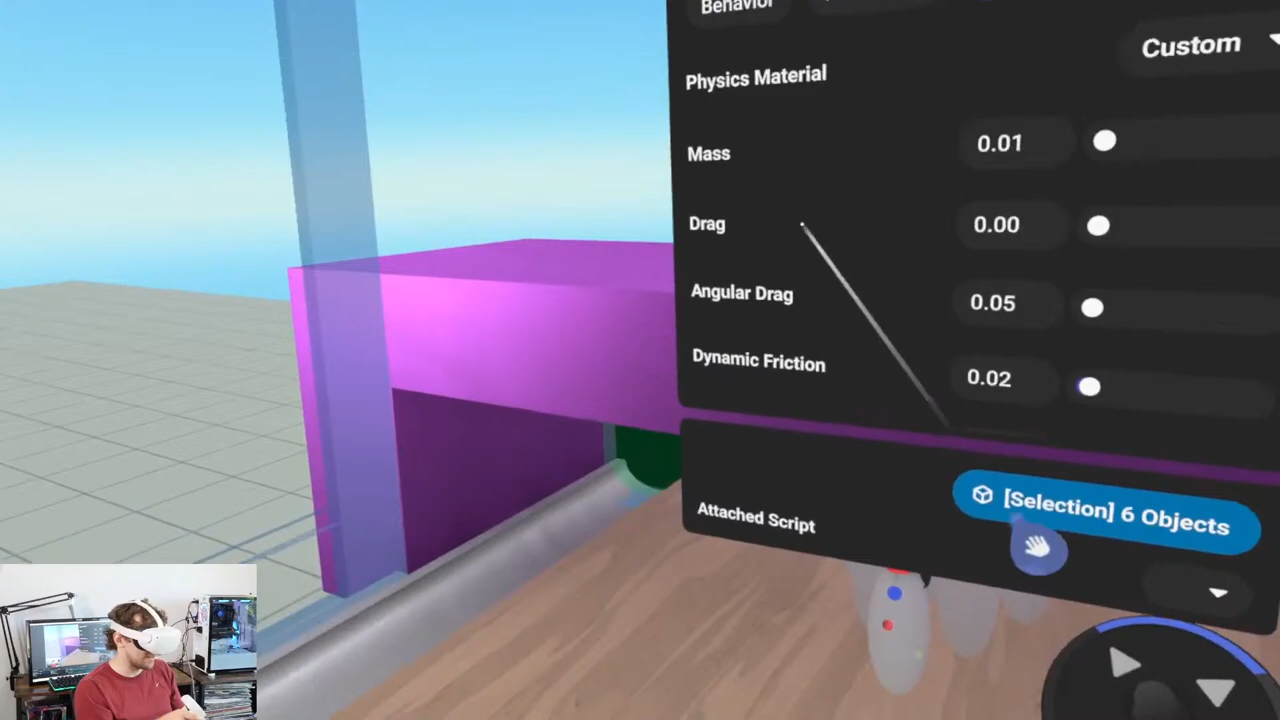 Behavior
Custom
Physics Material
Mass
0.01
Drag
0.00
Angular Drag
0.05
Dynamic Friction
0.02
[Selection] 6 Objects
Attached Script